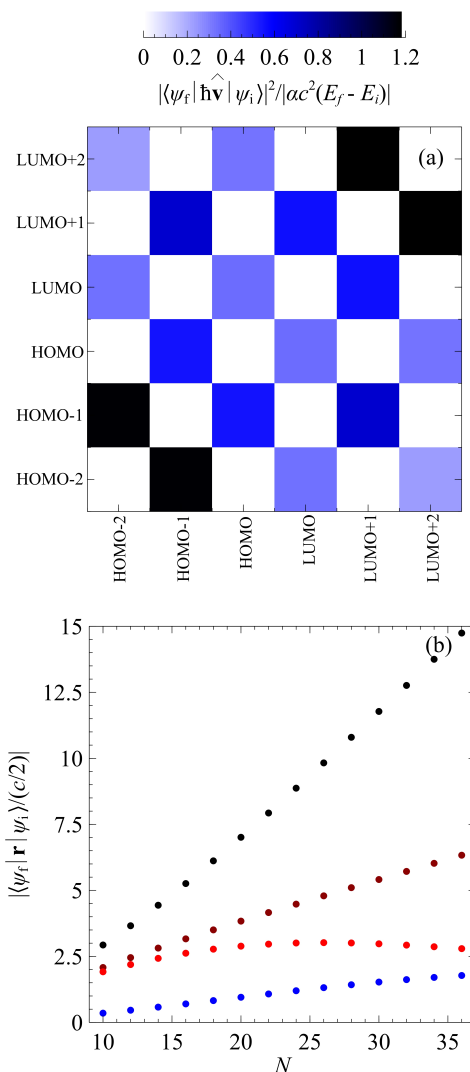 0 0.2 0.4 0.6 0.8 1 1.2
|⟨ψf|ħv̂|ψi⟩|²/|αc²(Ef - Ei)|
(a)
LUMO+2
LUMO+1
LUMO
HOMO
HOMO-1
HOMO-2
HOMO-2 HOMO-1 HOMO LUMO LUMO+1 LUMO+2
(b)
15
12.5
10
7.5
5
2.5
0
|⟨ψf|r|ψi⟩/(c/2)|
10 15 20 25 30 35
N